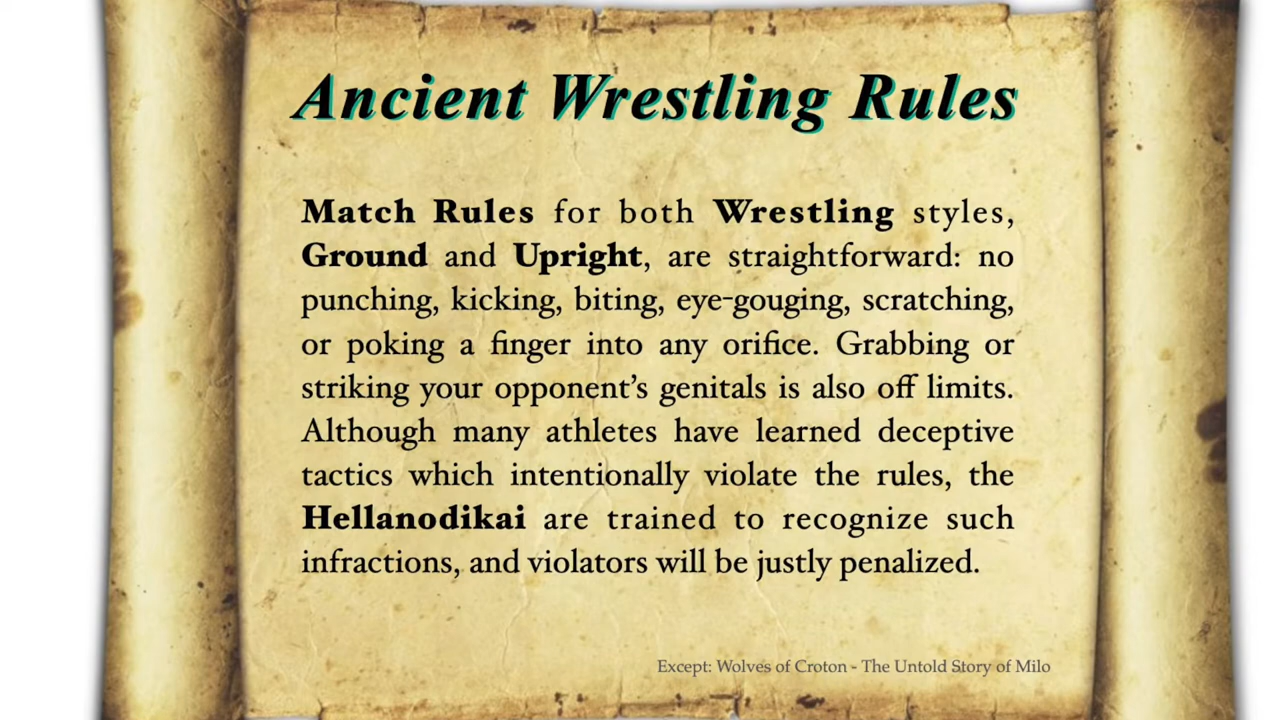 Ancient Wrestling Rules
Match Rules for both Wrestling styles,
Ground and Upright, are straightforward: no
punching, kicking, biting, eye-gouging, scratching,
or poking a finger into any orifice. Grabbing or
striking your opponent’s genitals is also off limits.
Although many athletes have learned deceptive
tactics which intentionally violate the rules, the
Hellanodikai are trained to recognize such
infractions, and violators will be justly penalized.
Except: Wolves of Croton - The Untold Story of Milo